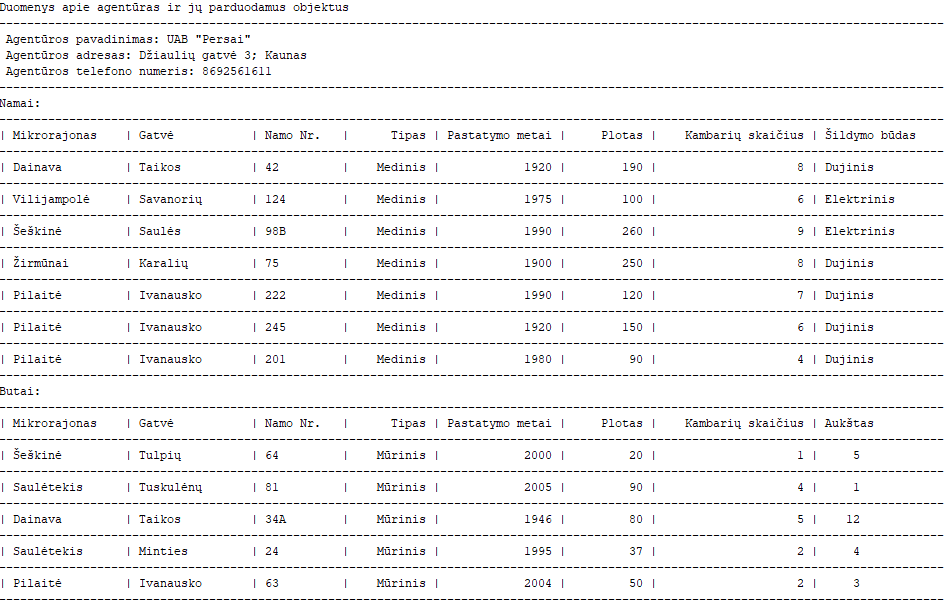 Duomenys apie agentūras ir jų parduodamus objektus
Agentūros pavadinimas: UAB "Persai"
Agentūros adresas: Džiaulių gatvė 3; Kaunas
Agentūros telefono numeris: 8692561611
Namai:
| Mikrorajonas | Gatvė | Namo Nr. | Tipas | Pastatymo metai | Plotas | Kambarių skaičius | Šildymo būdas
| Dainava | Taikos | 42 | Medinis | 1920 | 190 | 8 | Dujinis
| Vilijampolė | Savanorių | 124 | Medinis | 1975 | 100 | 6 | Elektrinis
| Šeškinė | Saulės | 98B | Medinis | 1990 | 260 | 9 | Elektrinis
| Žirmūnai | Karalių | 75 | Medinis | 1900 | 250 | 8 | Dujinis
| Pilaitė | Ivanausko | 222 | Medinis | 1990 | 120 | 7 | Dujinis
| Pilaitė | Ivanausko | 245 | Medinis | 1920 | 150 | 6 | Dujinis
| Pilaitė | Ivanausko | 201 | Medinis | 1980 | 90 | 4 | Dujinis
Butai:
| Mikrorajonas | Gatvė | Namo Nr. | Tipas | Pastatymo metai | Plotas | Kambarių skaičius | Aukštas
| Šeškinė | Tulpių | 64 | Mūrinis | 2000 | 20 | 1 | 5
| Saulėtekis | Tuskulėnų | 81 | Mūrinis | 2005 | 90 | 4 | 1
| Dainava | Taikos | 34A | Mūrinis | 1946 | 80 | 5 | 12
| Saulėtekis | Minties | 24 | Mūrinis | 1995 | 37 | 2 | 4
| Pilaitė | Ivanausko | 63 | Mūrinis | 2004 | 50 | 2 | 3